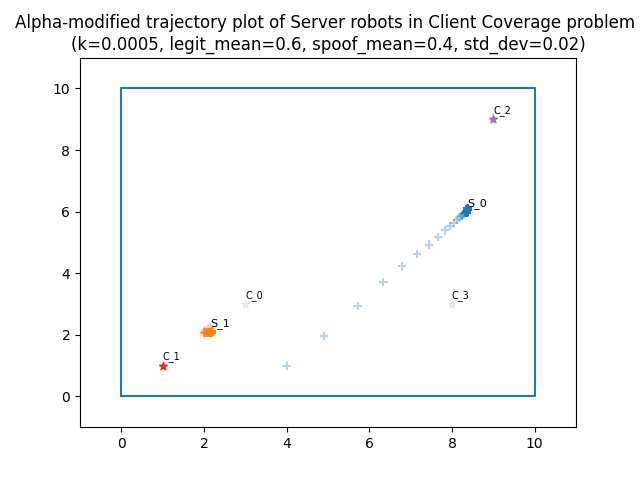 Alpha-modified trajectory plot of Server robots in Client Coverage problem
(k=0.0005, legit_mean=0.6, spoof_mean=0.4, std_dev=0.02)
10
C_2
8
S_0
6
4
C_0
C_3
S_1
2
C_1
0
0 2 4 6 8 10